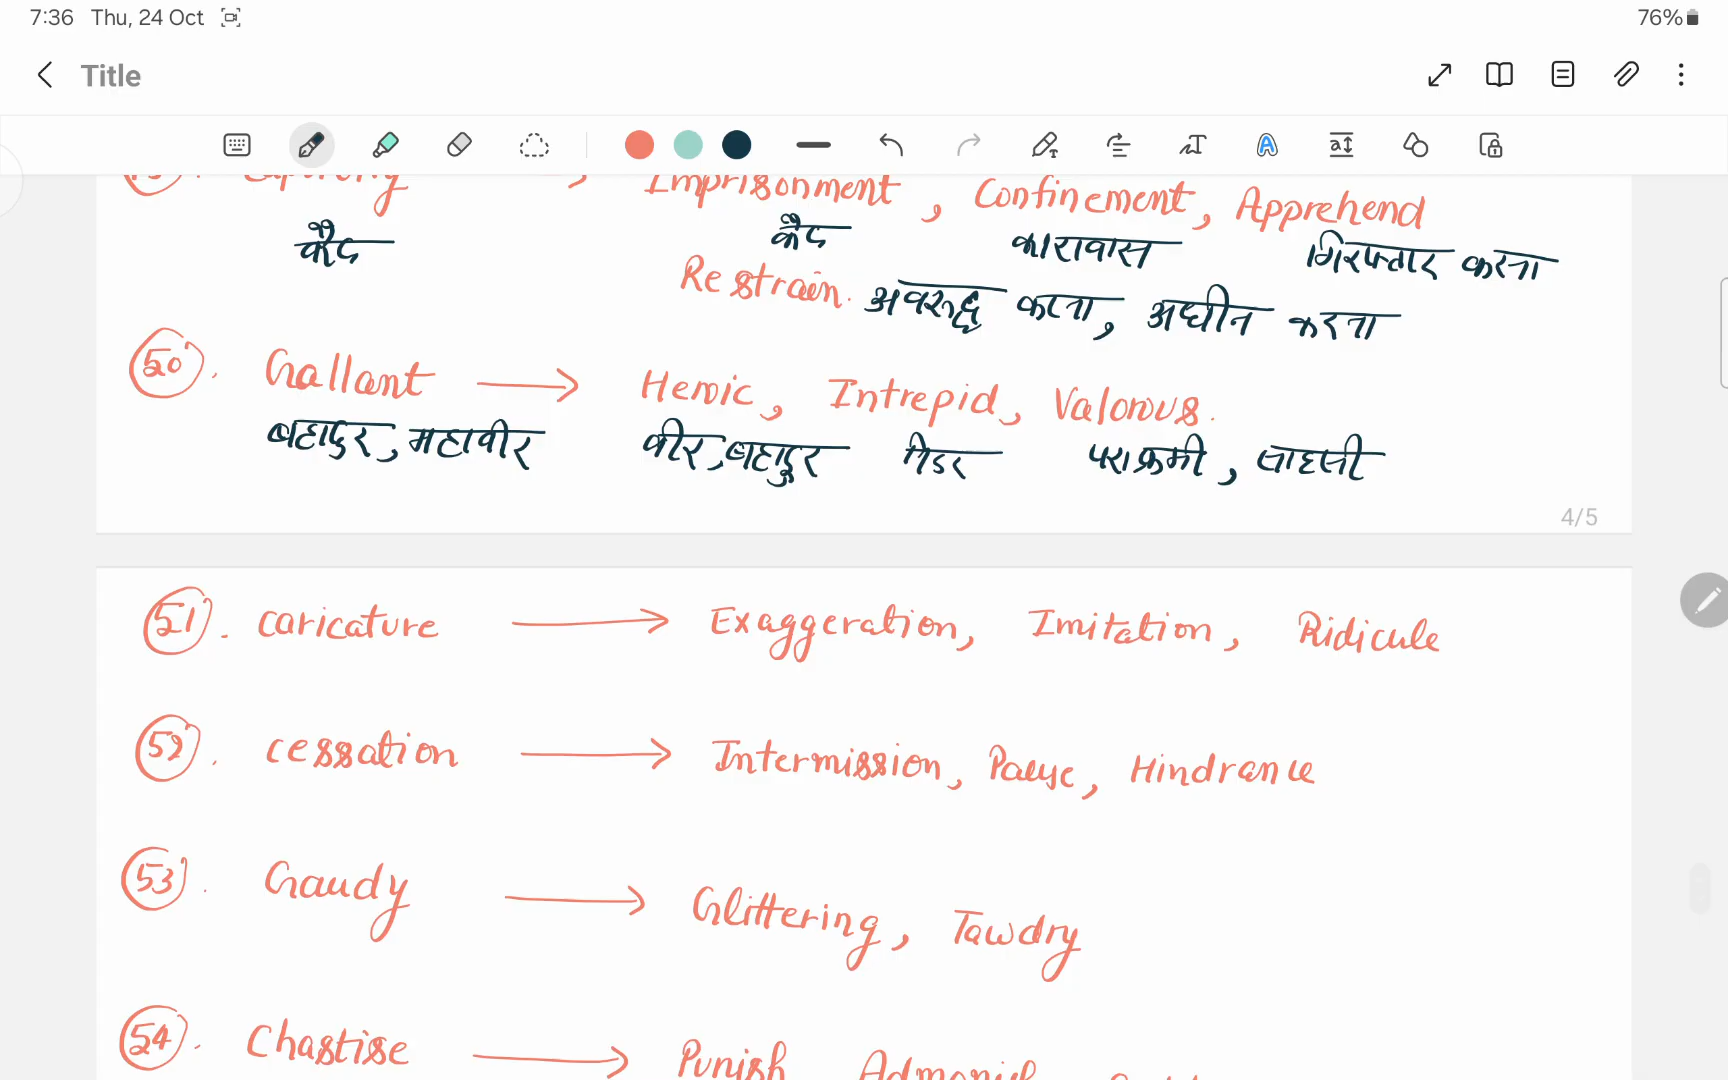 7:36 Thu, 24 Oct 76%
Title
Imprisonment, Confinement, Apprehend
कैद कैद कारावास गिरफ्तार करना
Restrain. अवरूद्ध करना, अधीन करना
50. Gallant → Heroic, Intrepid, Valorous.
बहादुर, महावीर वीर, बहादुर निडर पराक्रमी, साहसी
4/5
51. caricature → Exaggeration, Imitation, Ridicule
52. cessation → Intermission, Pause, Hindrance
53. Gaudy → Glittering, Tawdry
54. Chastise → Punish Admonish